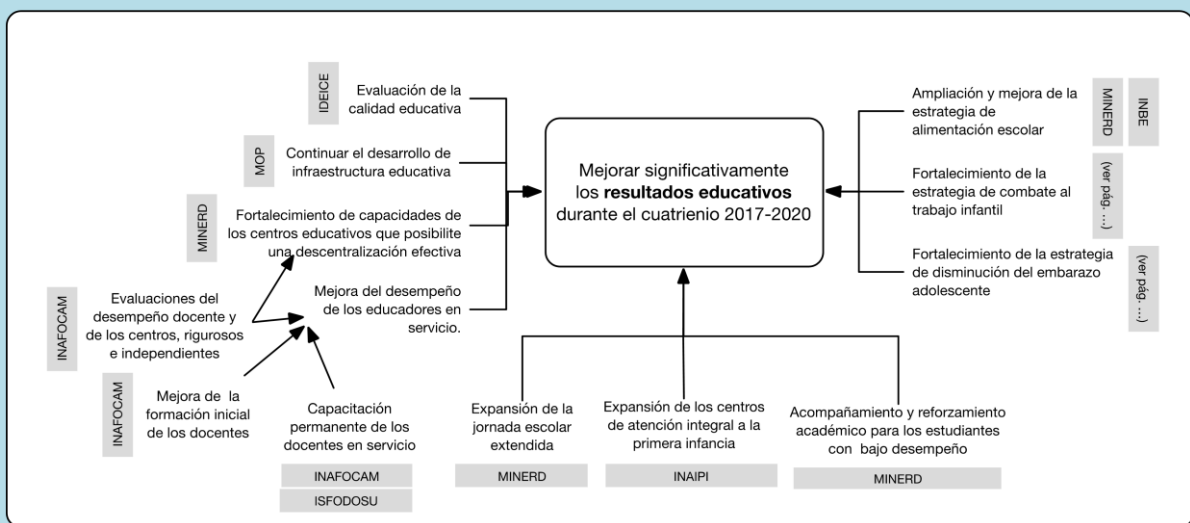 IDEICE
Evaluación de la
calidad educativa
MOP
Continuar el desarrollo de
infraestructura educativa
MINERD
Fortalecimiento de capacidades de
los centros educativos que posibilite
una descentralización efectiva
Mejora del desempeño
de los educadores en
servicio.
INAFOCAM
Evaluaciones del
desempeño docente y
de los centros, rigurosos
e independientes
INAFOCAM
Mejora de la
formación inicial
de los docentes
Capacitación
permanente de los
docentes en servicio
INAFOCAM
ISFODOSU
Mejorar significativamente
los resultados educativos
durante el cuatrienio 2017-2020
Expansión de la
jornada escolar
extendida
MINERD
Expansión de los centros
de atención integral a la
primera infancia
INAIPI
Acompañamiento y reforzamiento
académico para los estudiantes
con bajo desempeño
MINERD
Ampliación y mejora de la
estrategia de
alimentación escolar
MINERD
INBE
Fortalecimiento de la
estrategia de combate al
trabajo infantil
(ver pág. ...)
Fortalecimiento de la estrategia
de disminución del embarazo
adolescente
(ver pág. ...)